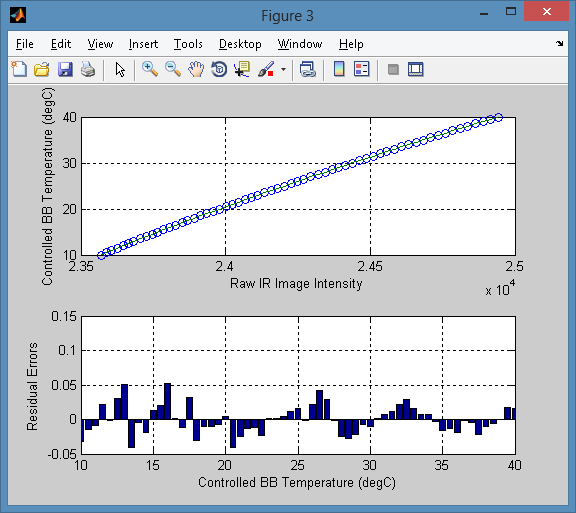 Figure 3
File Edit View Insert Tools Desktop Window Help
Controlled BB Temperature (degC)
40
30
20
10
2.35 2.4 2.45 2.5
Raw IR Image Intensity
x 10^4
Residual Errors
0.15
0.1
0.05
0
-0.05
10 15 20 25 30 35 40
Controlled BB Temperature (degC)